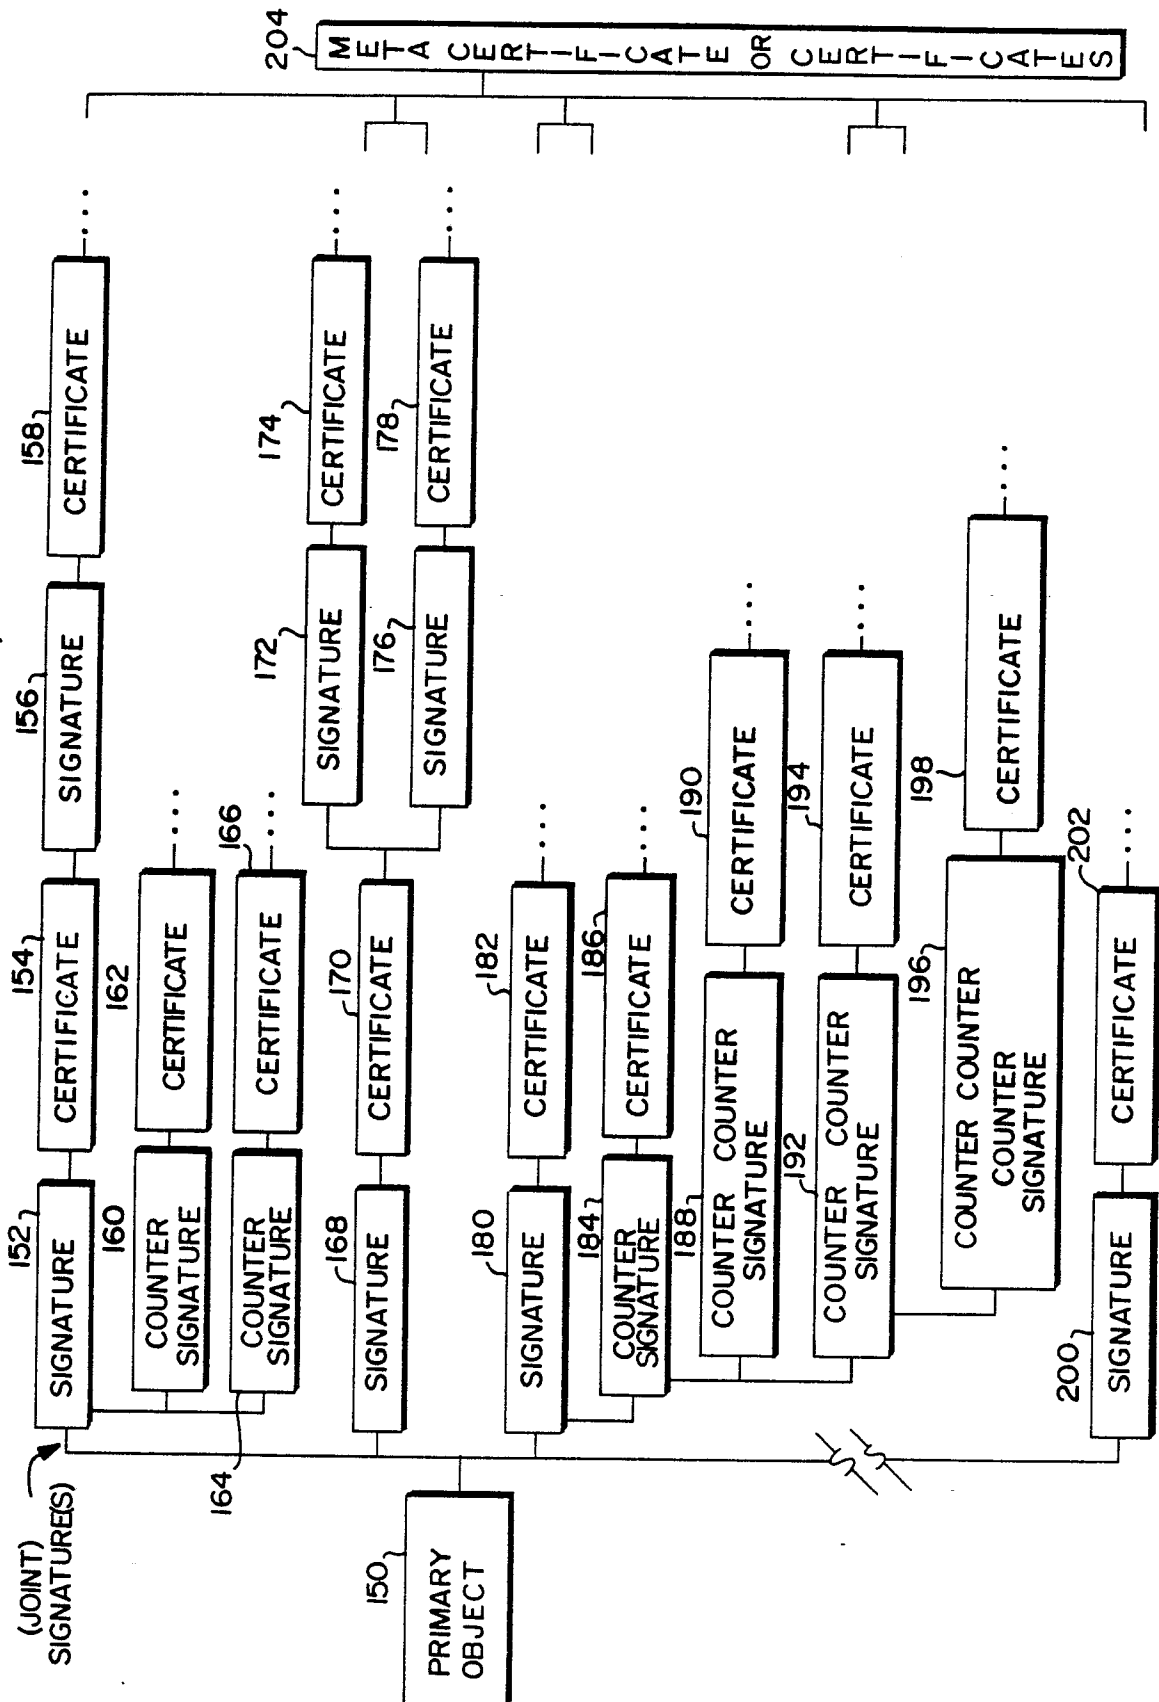 (JOINT)
SIGNATURE(S)
150
PRIMARY
OBJECT
152
SIGNATURE
154
CERTIFICATE
156
SIGNATURE
158
CERTIFICATE
....
160
COUNTER
SIGNATURE
162
CERTIFICATE
....
164
COUNTER
SIGNATURE
166
CERTIFICATE
....
168
SIGNATURE
170
CERTIFICATE
172
SIGNATURE
174
CERTIFICATE
....
176
SIGNATURE
178
CERTIFICATE
....
180
SIGNATURE
182
CERTIFICATE
....
184
COUNTER
SIGNATURE
186
CERTIFICATE
....
188
COUNTER COUNTER
SIGNATURE
190
CERTIFICATE
....
192
COUNTER COUNTER
SIGNATURE
194
CERTIFICATE
....
196
COUNTER COUNTER
COUNTER
SIGNATURE
198
CERTIFICATE
....
200
SIGNATURE
202
CERTIFICATE
....
204
META CERTIFICATE OR CERTIFICATES